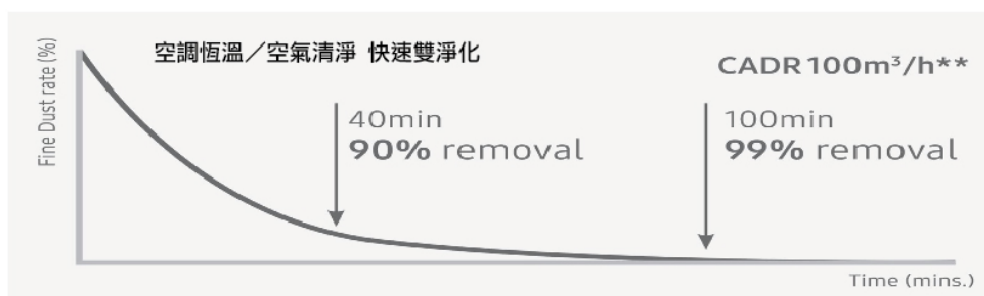 空調恆溫／空氣清淨 快速雙淨化
CADR 100m³/h**
Fine Dust rate (%)
40min
90% removal
100min
99% removal
Time (mins.)